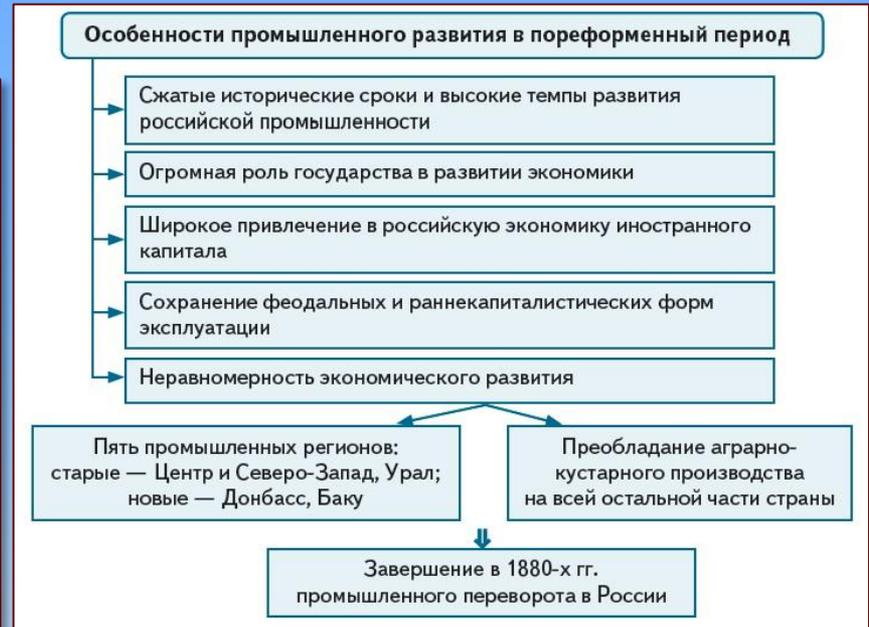 Особенности промышленного развития в пореформенный период
Сжатые исторические сроки и высокие темпы развития
российской промышленности
Огромная роль государства в развитии экономики
Широкое привлечение в российскую экономику иностранного
капитала
Сохранение феодальных и раннекапиталистических форм
эксплуатации
Неравномерность экономического развития
Пять промышленных регионов:
старые — Центр и Северо-Запад, Урал;
новые — Донбасс, Баку
Преобладание аграрно-
кустарного производства
на всей остальной части страны
Завершение в 1880-х гг.
промышленного переворота в России